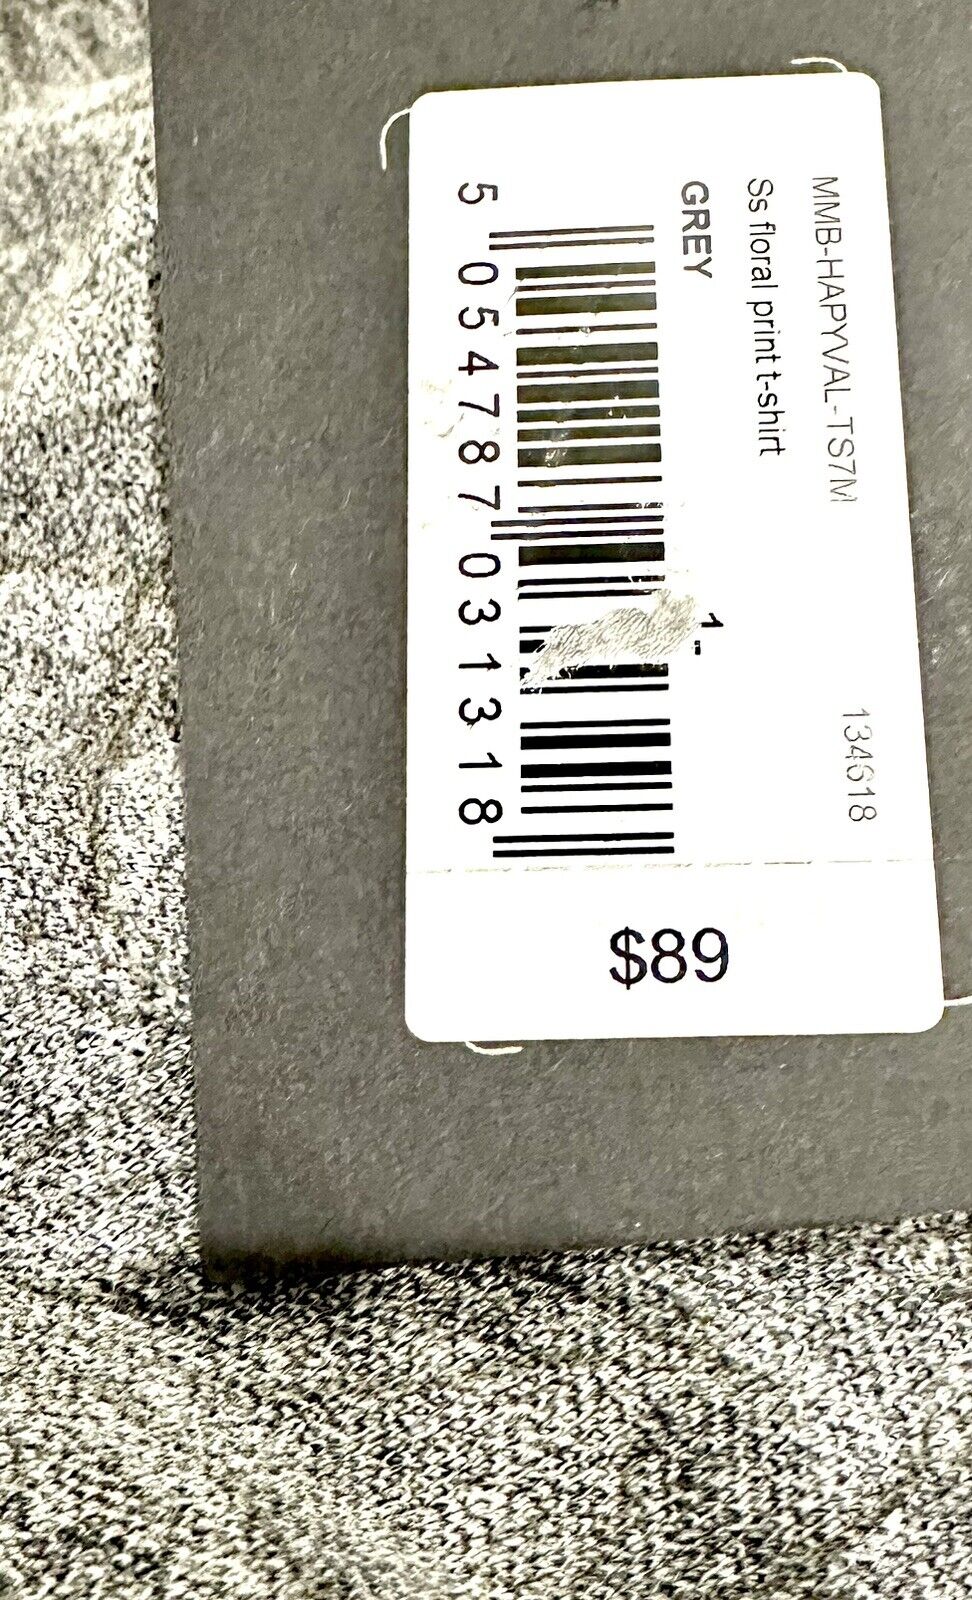 MMB-HAPYVAL-TS7M 134618
Ss floral print t-shirt
GREY
5 054787 031318
$89